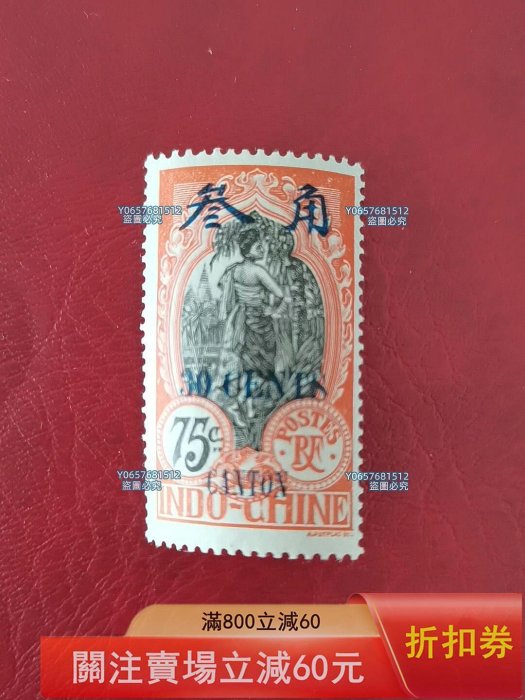 叁角
Y0657681512
盜圖必究
Y0657681512
盜圖必究
30 CENTS
75c.
POSTES
RF
Y0657681512
盜圖必究
CANTON
Y0657681512
盜圖必究
INDO-CHINE
滿800立減60
關注賣場立減60元
折扣券